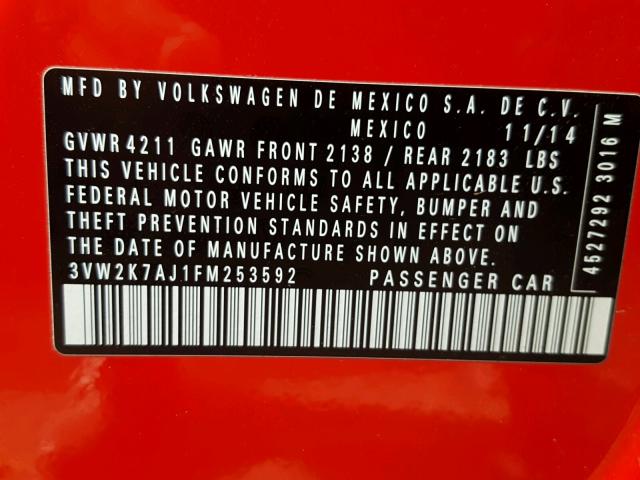 MFD BY VOLKSWAGEN DE MEXICO S.A. DE C.V.
MEXICO 11/14
GVWR 4211 GAWR FRONT 2138 / REAR 2183 LBS
THIS VEHICLE CONFORMS TO ALL APPLICABLE U.S.
FEDERAL MOTOR VEHICLE SAFETY, BUMPER AND
THEFT PREVENTION STANDARDS IN EFFECT ON
THE DATE OF MANUFACTURE SHOWN ABOVE.
3VW2K7AJ1FM253592 PASSENGER CAR
4527292 3016 M